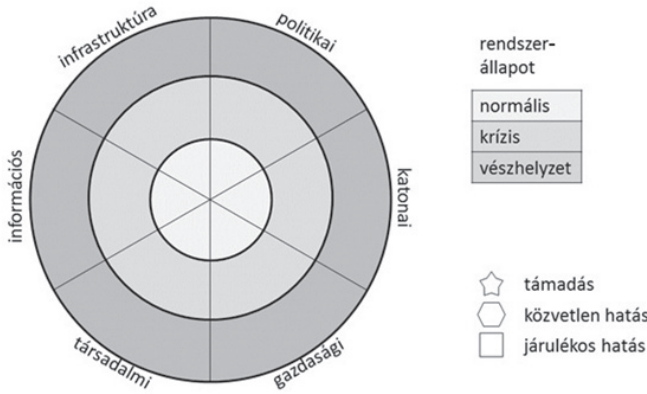 infrastruktúra
politikai
információs
katonai
társadalmi
gazdasági
rendszer-
állapot
normális
krízis
vészhelyzet
támadás
közvetlen hatás
járulékos hatás